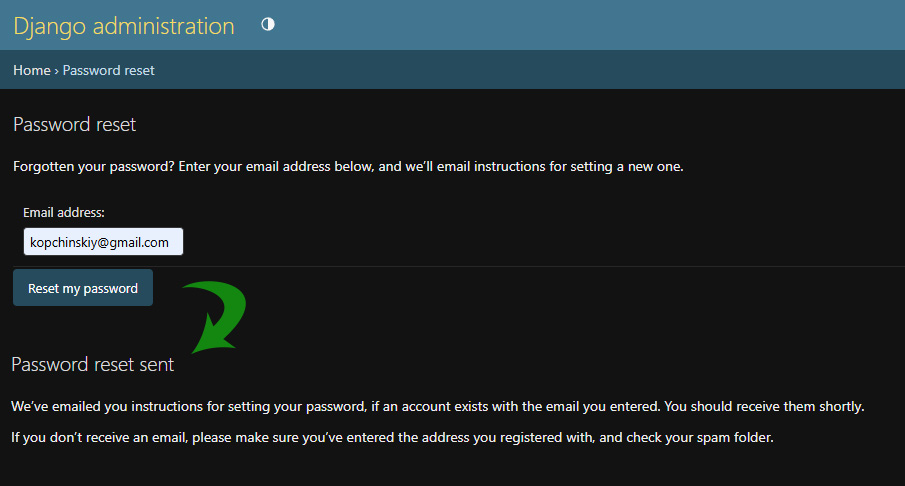 Django administration
Home › Password reset
Password reset
Forgotten your password? Enter your email address below, and we’ll email instructions for setting a new one.
Email address:
kopchinskiy@gmail.com
Reset my password
Password reset sent
We’ve emailed you instructions for setting your password, if an account exists with the email you entered. You should receive them shortly.
If you don’t receive an email, please make sure you’ve entered the address you registered with, and check your spam folder.